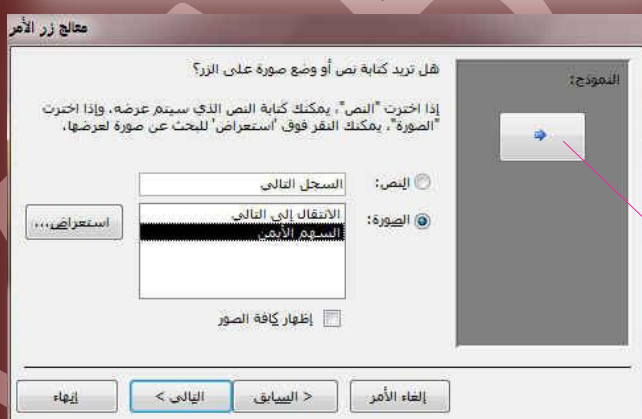 معالج زر الأمر
النموذج:
هل تريد كتابة نص أو وضع صورة على الزر؟
إذا اخترت "النص"، يمكنك كتابة النص الذي سيتم عرضه. وإذا اخترت
"الصورة"، يمكنك النقر فوق 'استعراض' للبحث عن صورة لعرضها.
النص:
السجل التالي
الصورة:
الانتقال إلى التالي
السهم الأيمن
استعراض...
إظهار كافة الصور
إلغاء الأمر
< السابق
التالي >
إنهاء